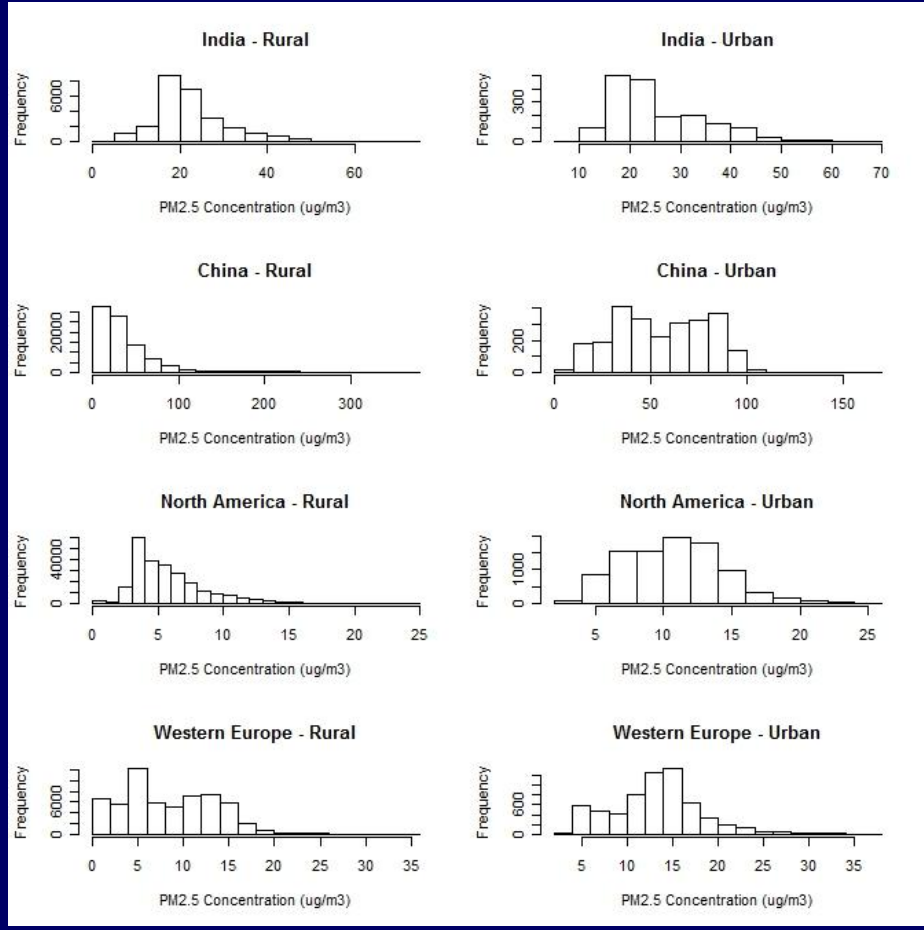 India - Rural
Frequency
0 6000
0 20 40 60
PM2.5 Concentration (ug/m3)
India - Urban
Frequency
0 300
10 20 30 40 50 60 70
PM2.5 Concentration (ug/m3)
China - Rural
Frequency
0 20000
0 100 200 300
PM2.5 Concentration (ug/m3)
China - Urban
Frequency
0 200
0 50 100 150
PM2.5 Concentration (ug/m3)
North America - Rural
Frequency
0 40000
0 5 10 15 20 25
PM2.5 Concentration (ug/m3)
North America - Urban
Frequency
0 1000
5 10 15 20 25
PM2.5 Concentration (ug/m3)
Western Europe - Rural
Frequency
0 6000
0 5 10 15 20 25 30 35
PM2.5 Concentration (ug/m3)
Western Europe - Urban
Frequency
0 600
5 10 15 20 25 30 35
PM2.5 Concentration (ug/m3)